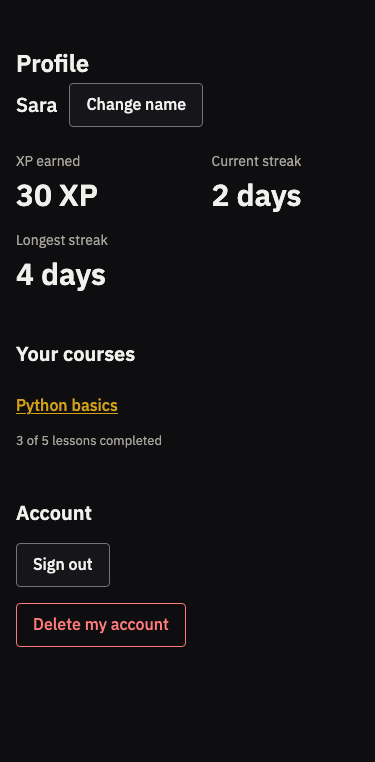 Profile
Sara Change name
XP earned Current streak
30 XP 2 days
Longest streak
4 days
Your courses
Python basics
3 of 5 lessons completed
Account
Sign out
Delete my account